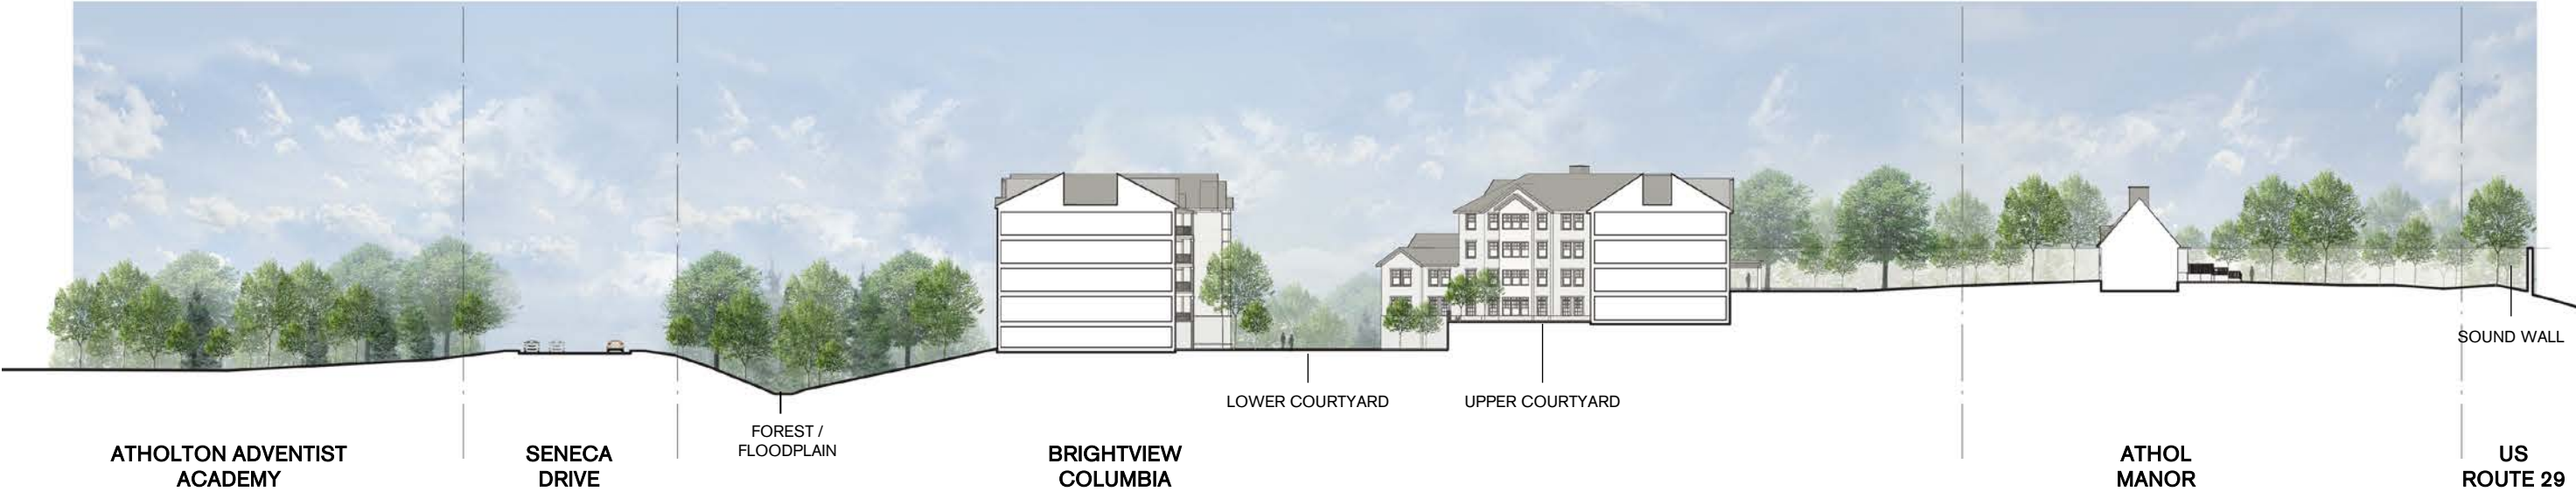 SOUND WALL
LOWER COURTYARD
UPPER COURTYARD
FOREST /
FLOODPLAIN
ATHOLTON ADVENTIST
ACADEMY
SENECA
DRIVE
BRIGHTVIEW
COLUMBIA
ATHOL
MANOR
US
ROUTE 29